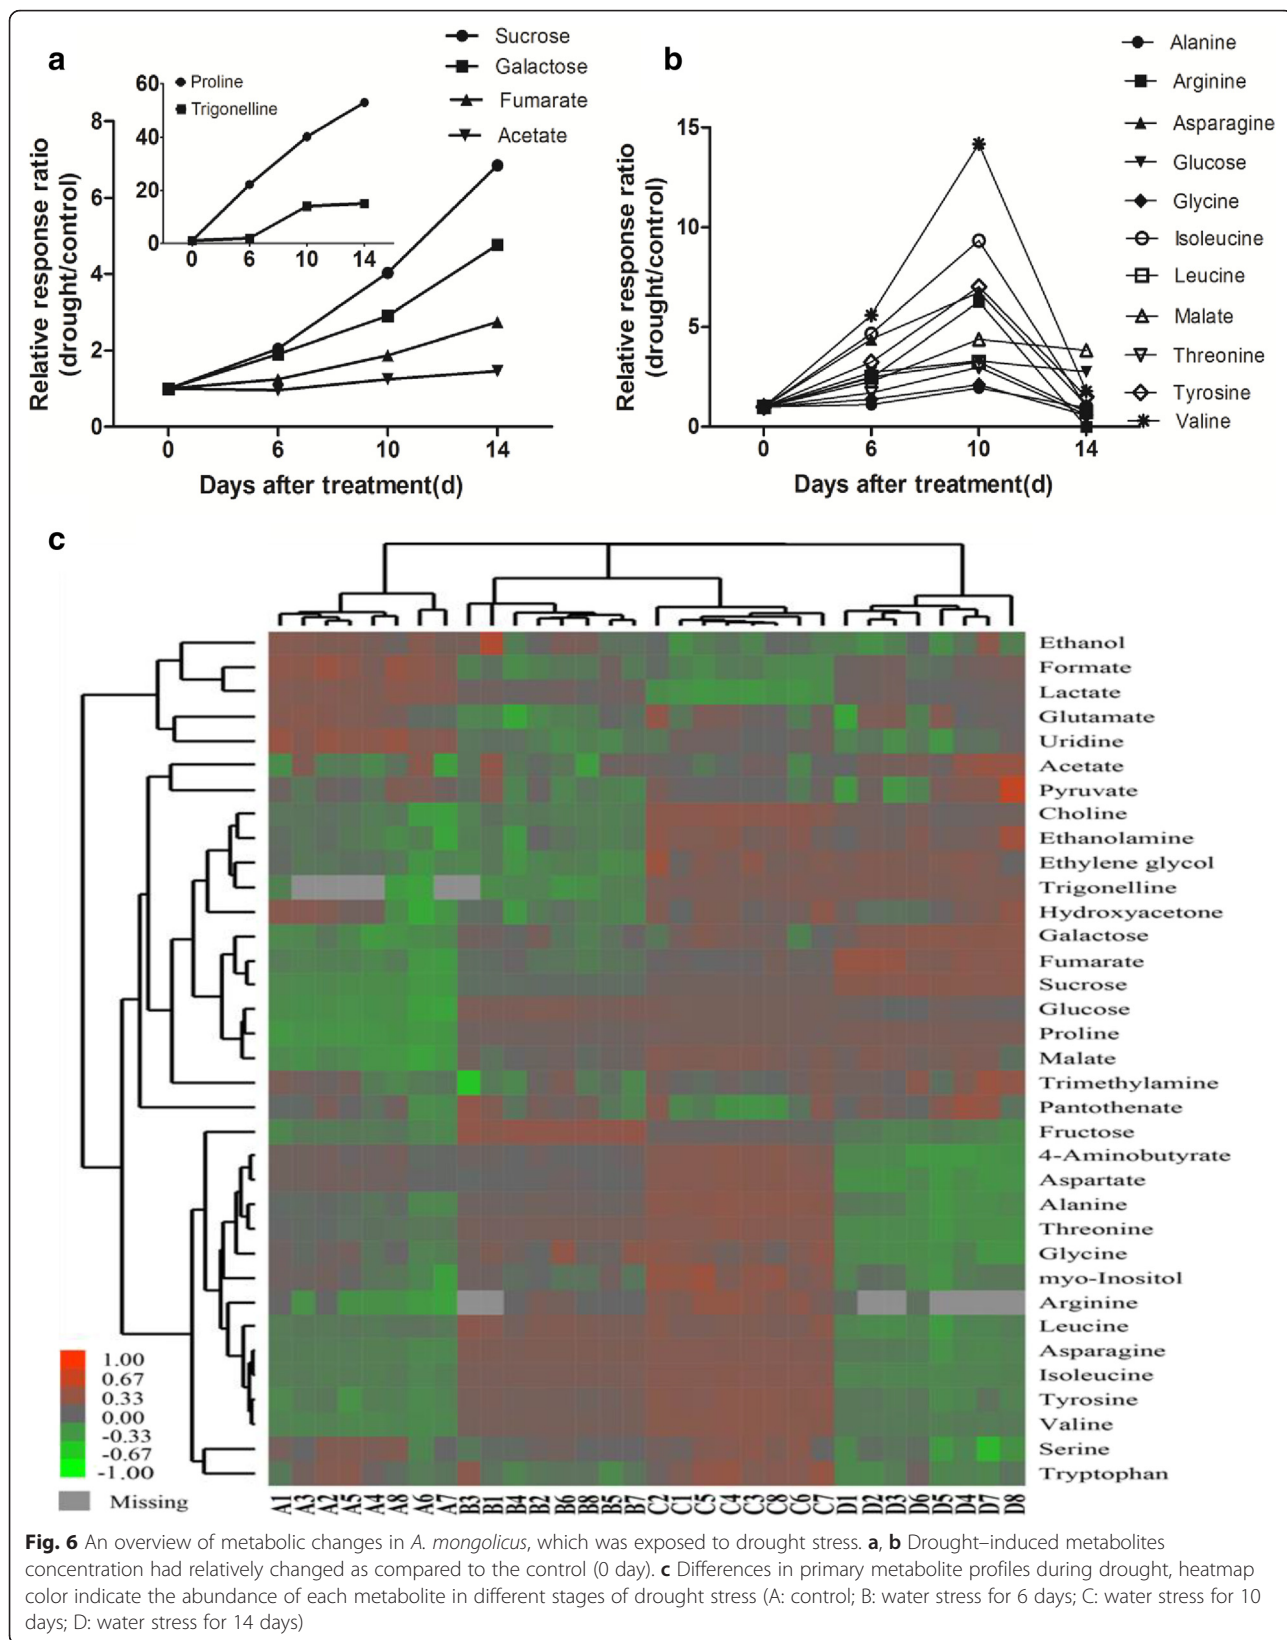 a
Sucrose
Galactose
Fumarate
Acetate
Proline
Trigonelline
60
40
20
0
0 6 10 14
8
6
4
2
0
0 6 10 14
Relative response ratio
(drought/control)
Days after treatment(d)
b
Alanine
Arginine
Asparagine
Glucose
Glycine
Isoleucine
Leucine
Malate
Threonine
Tyrosine
Valine
15
10
5
0
0 6 10 14
Relative response ratio
(drought/control)
Days after treatment(d)
c
Ethanol
Formate
Lactate
Glutamate
Uridine
Acetate
Pyruvate
Choline
Ethanolamine
Ethylene glycol
Trigonelline
Hydroxyacetone
Galactose
Fumarate
Sucrose
Glucose
Proline
Malate
Trimethylamine
Pantothenate
Fructose
4-Aminobutyrate
Aspartate
Alanine
Threonine
Glycine
myo-Inositol
Arginine
Leucine
Asparagine
Isoleucine
Tyrosine
Valine
Serine
Tryptophan
1.00
0.67
0.33
0.00
-0.33
-0.67
-1.00
Missing
A1 A3 A2 A5 A4 A8 A6 A7 B3 B1 B4 B2 B6 B8 B5 B7 C2 C1 C5 C4 C3 C8 C6 C7 D1 D2 D3 D6 D5 D4 D7 D8
Fig. 6 An overview of metabolic changes in A. mongolicus, which was exposed to drought stress. a, b Drought–induced metabolites
concentration had relatively changed as compared to the control (0 day). c Differences in primary metabolite profiles during drought, heatmap
color indicate the abundance of each metabolite in different stages of drought stress (A: control; B: water stress for 6 days; C: water stress for 10
days; D: water stress for 14 days)